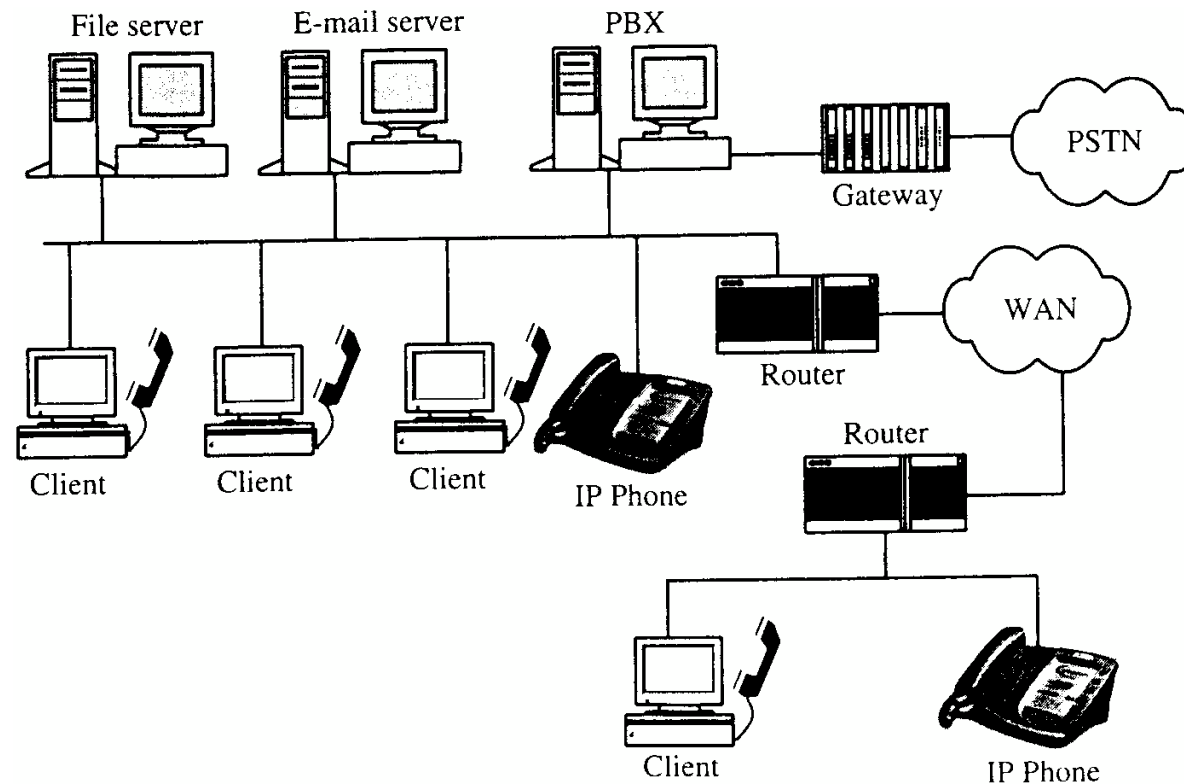 File server
E-mail server
PBX
PSTN
Gateway
WAN
Router
Client
Client
Client
IP Phone
Router
Client
IP Phone